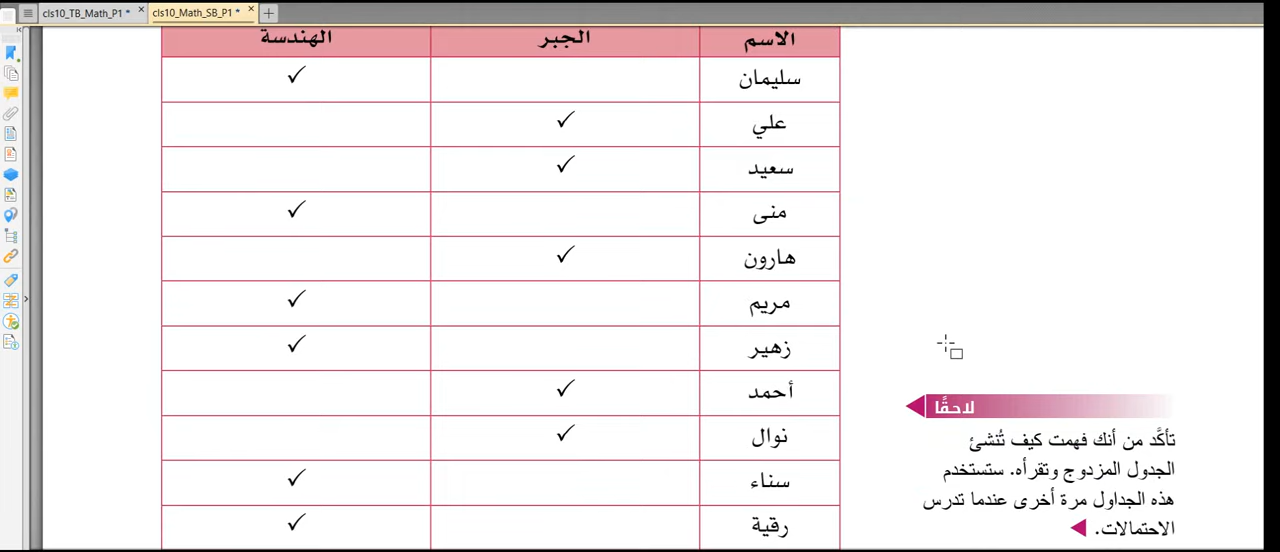 cls10_TB_Math_P1 *
cls10_Math_SB_P1 *
الاسم الجبر الهندسة
سليمان ✓
علي ✓
سعيد ✓
منى ✓
هارون ✓
مريم ✓
زهير ✓
أحمد ✓
نوال ✓
سناء ✓
رقية ✓
لاحقًا
تأكَّد من أنك فهمت كيف تُنشئ
الجدول المزدوج وتقرأه. ستستخدم
هذه الجداول مرة أخرى عندما تدرس
الاحتمالات.